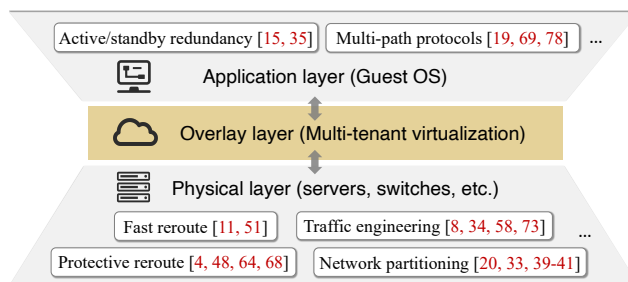 Active/standby redundancy [15, 35] Multi-path protocols [19, 69, 78] ...
Application layer (Guest OS)
Overlay layer (Multi-tenant virtualization)
Physical layer (servers, switches, etc.)
Fast reroute [11, 51] Traffic engineering [8, 34, 58, 73] ...
Protective reroute [4, 48, 64, 68] Network partitioning [20, 33, 39-41]